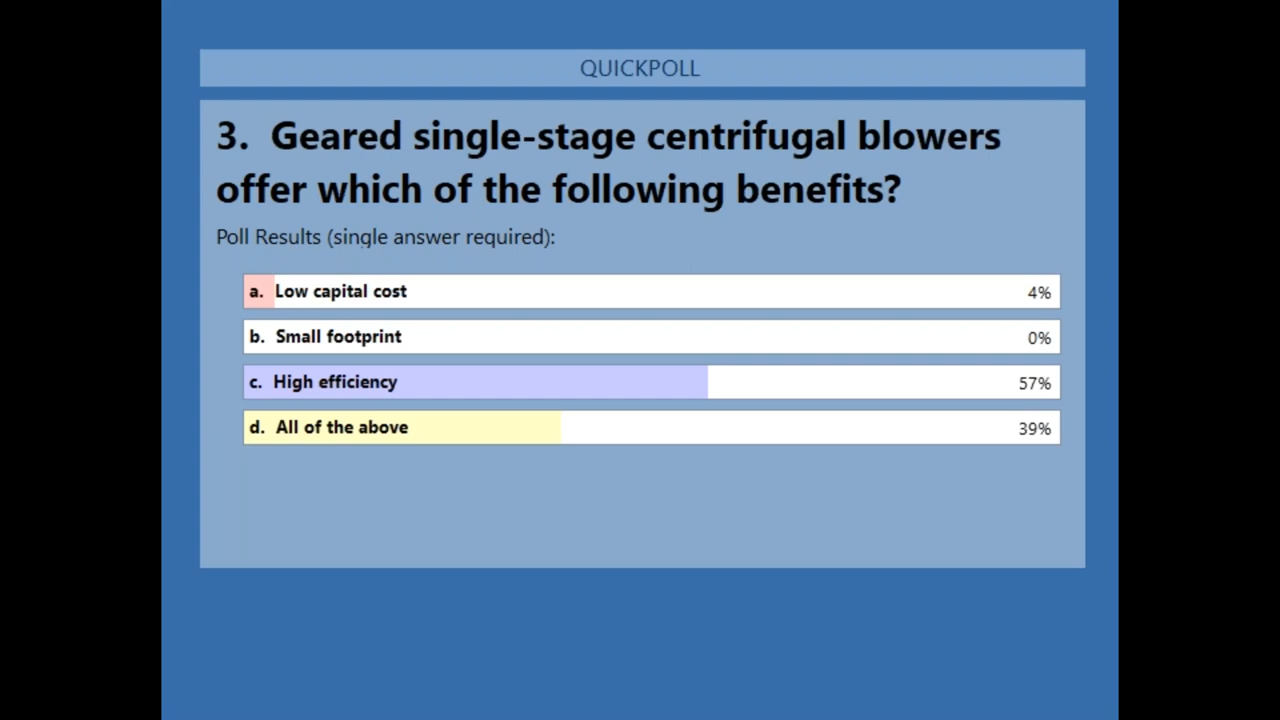 QUICKPOLL
3. Geared single-stage centrifugal blowers
offer which of the following benefits?
Poll Results (single answer required):
a. Low capital cost 4%
b. Small footprint 0%
c. High efficiency 57%
d. All of the above 39%